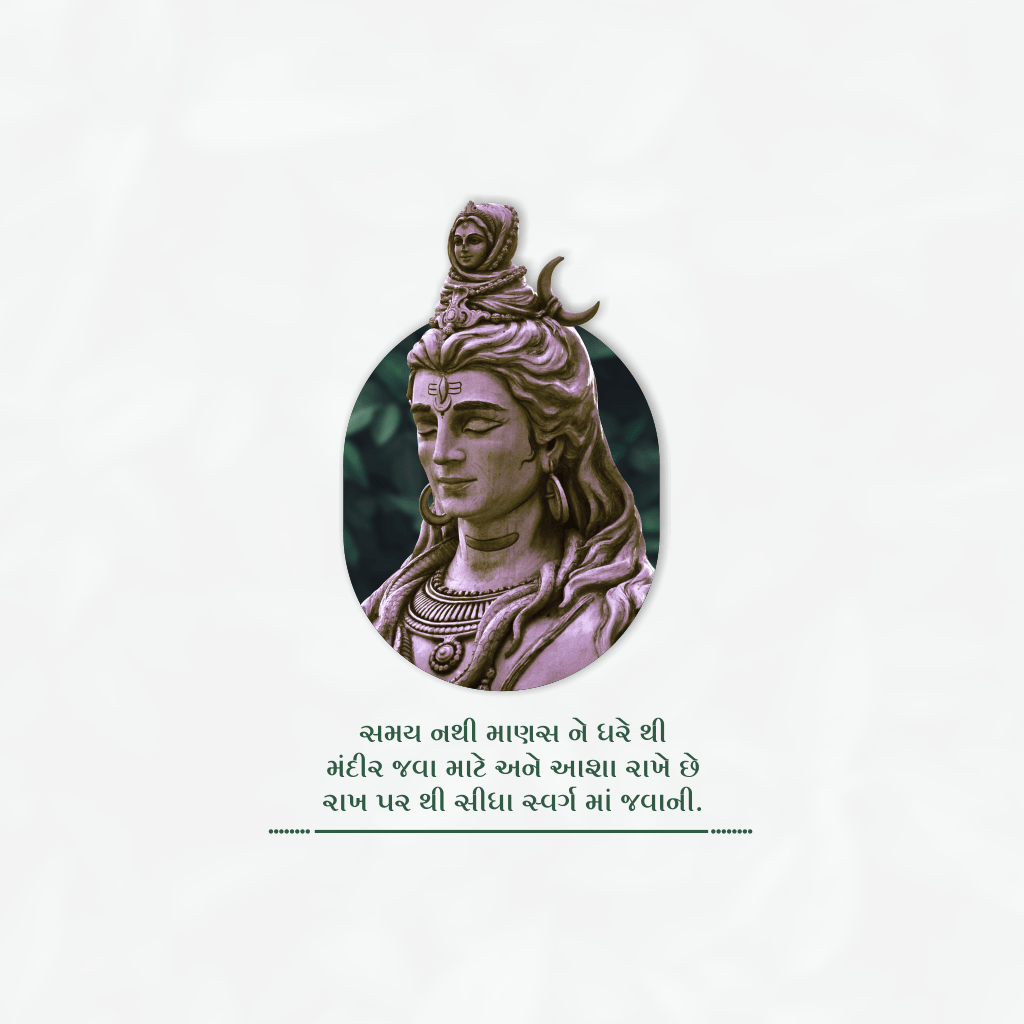 સમય નથી માણસ ને ઘરે થી
મંદીર જવા માટે અને આશા રાખે છે
રાખ પર થી સીધા સ્વર્ગ માં જવાની.